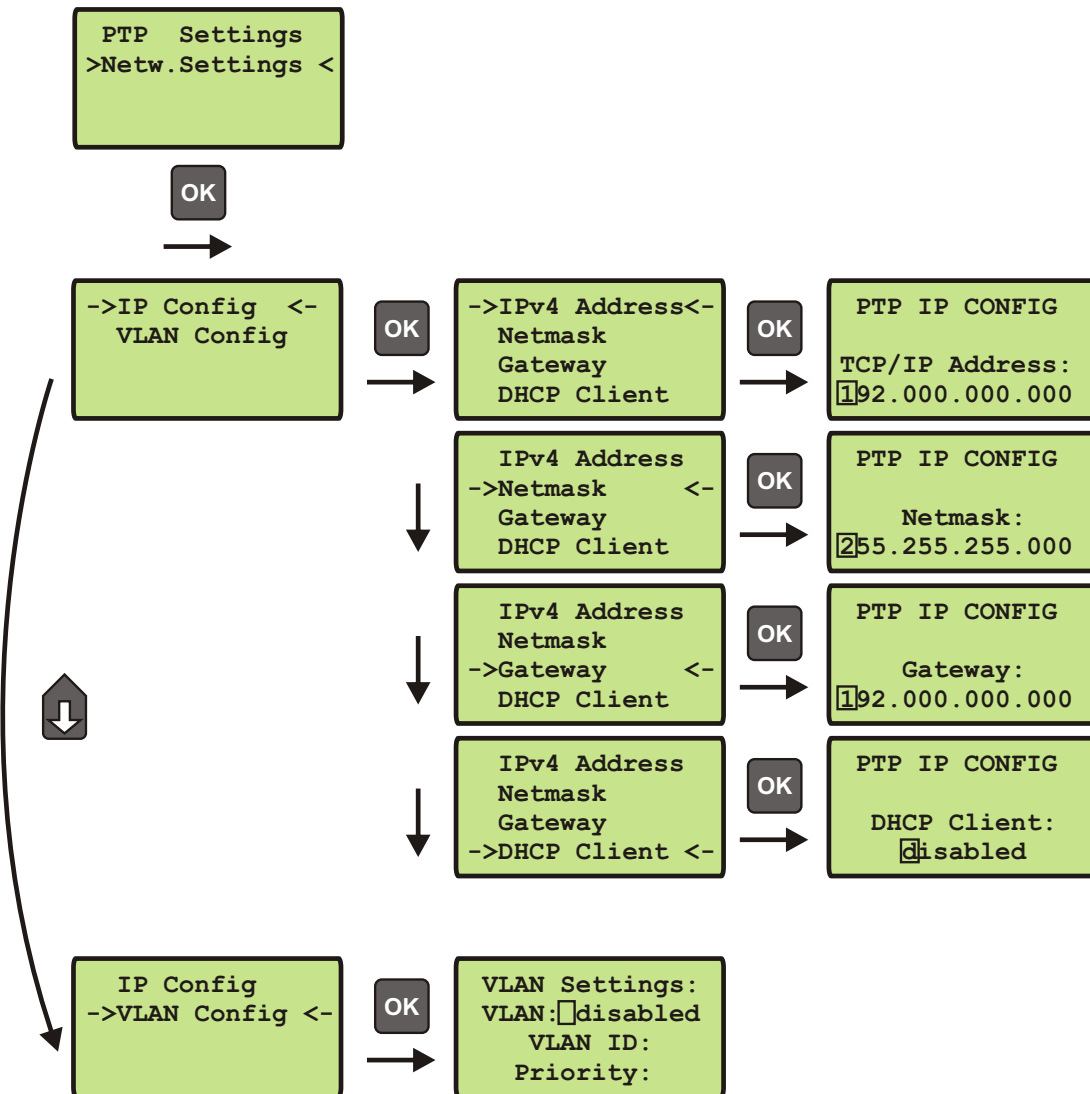 PTP Settings
>Netw.Settings <
OK
->IP Config <-
VLAN Config
OK
->IPv4 Address<-
Netmask
Gateway
DHCP Client
OK
PTP IP CONFIG
TCP/IP Address:
192.000.000.000
IPv4 Address
->Netmask <-
Gateway
DHCP Client
OK
PTP IP CONFIG
Netmask:
255.255.255.000
IPv4 Address
Netmask
->Gateway <-
DHCP Client
OK
PTP IP CONFIG
Gateway:
192.000.000.000
IPv4 Address
Netmask
Gateway
->DHCP Client <-
OK
PTP IP CONFIG
DHCP Client:
disabled
IP Config
->VLAN Config <-
OK
VLAN Settings:
VLAN: disabled
VLAN ID:
Priority: